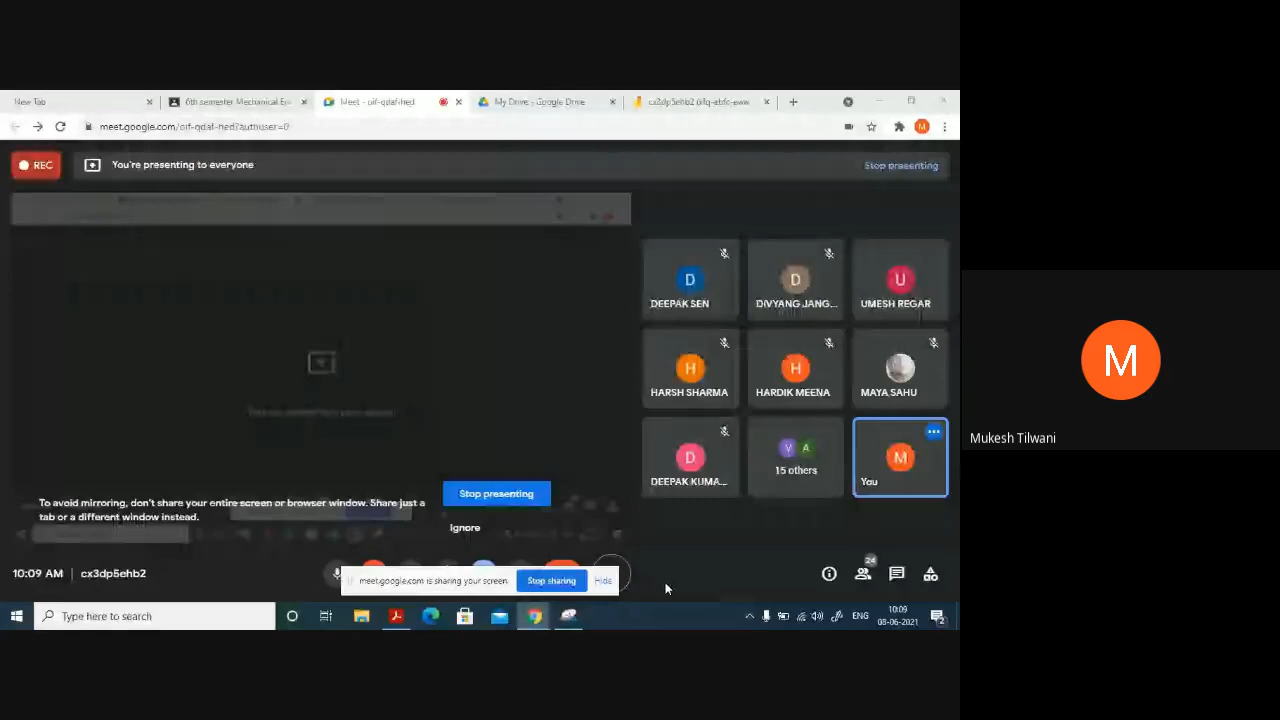 New Tab
6th semester Mechanical En
Meet - oif-qdaf-hed
My Drive - Google Drive
meet.google.com/oif-qdaf-hed?authuser=0
M
REC
You're presenting to everyone
Stop presenting
D
DEEPAK SEN
D
DIVYANG JANG...
U
UMESH REGAR
H
HARSH SHARMA
H
HARDIK MEENA
MAYA SAHU
D
DEEPAK KUMA...
V A
15 others
M
You
To avoid mirroring, don't share your entire screen or browser window. Share just a
tab or a different window instead.
Stop presenting
Ignore
10:09 AM | cx3dp5ehb2
meet.google.com is sharing your screen.
Stop sharing
Hide
24
Type here to search
ENG
10:09
08-06-2021
2
M
Mukesh Tilwani